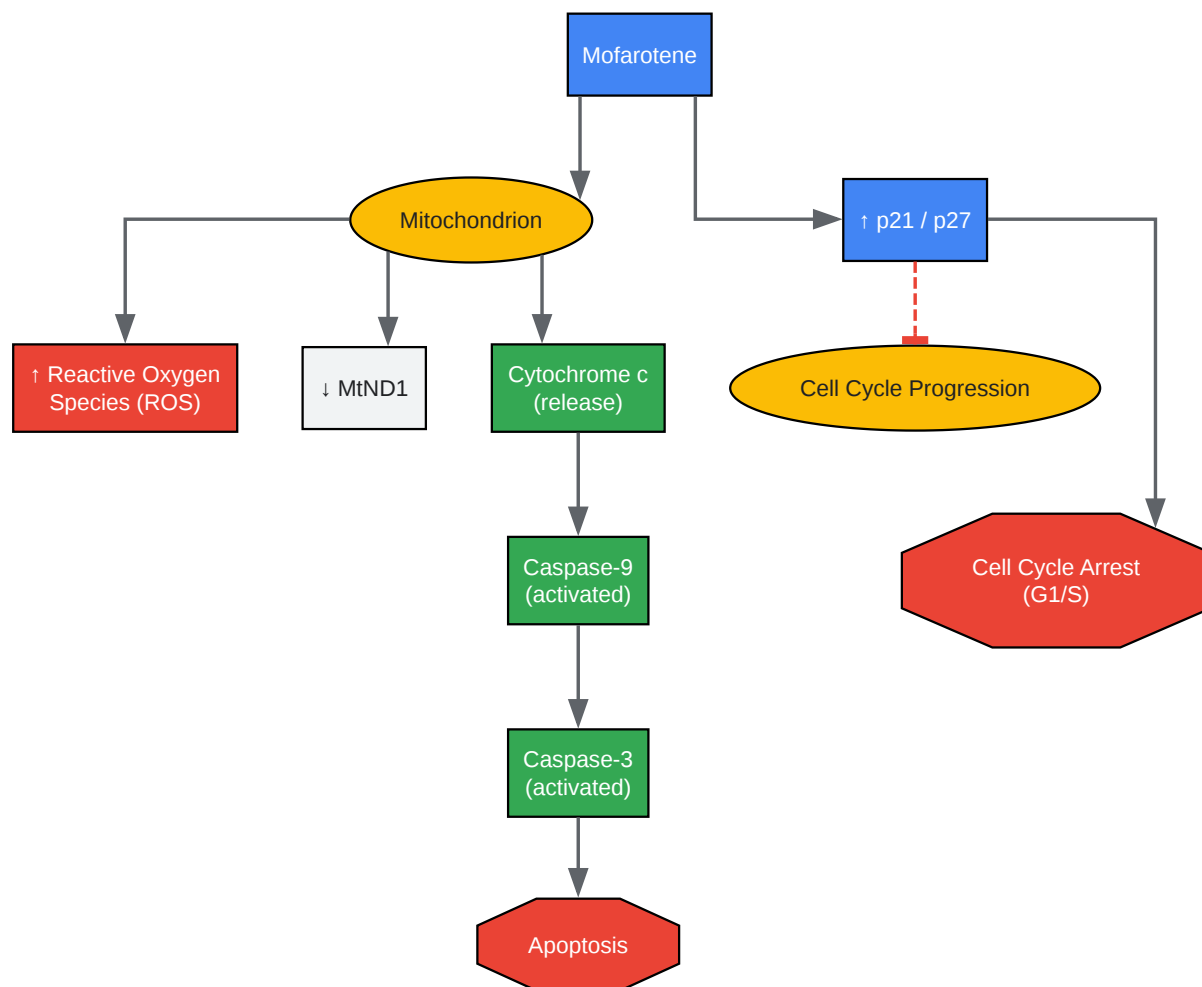 Mofarotene
Mitochondrion
↑ p21 / p27
↑ Reactive Oxygen
Species (ROS)
↓ MtND1
Cytochrome c
(release)
Cell Cycle Progression
Caspase-9
(activated)
Cell Cycle Arrest
(G1/S)
Caspase-3
(activated)
Apoptosis